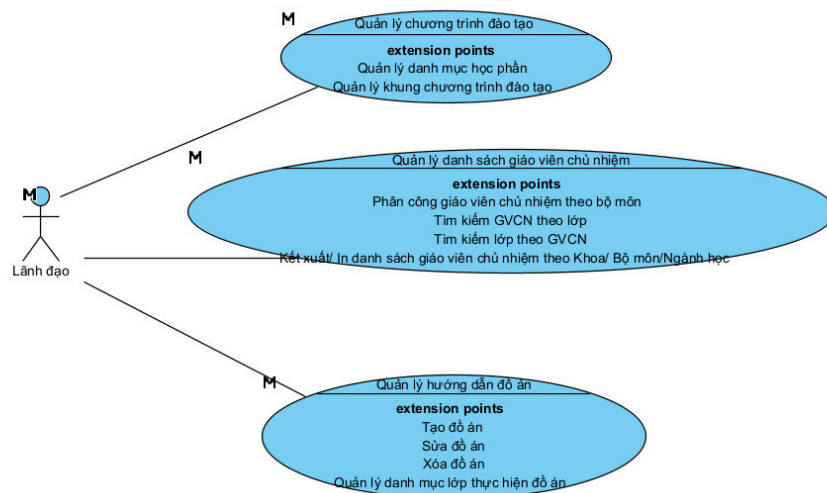 M
Quản lý chương trình đào tạo
extension points
Quản lý danh mục học phần
Quản lý khung chương trình đào tạo
M
Quản lý danh sách giáo viên chủ nhiệm
extension points
Phân công giáo viên chủ nhiệm theo bộ môn
Tìm kiếm GVCN theo lớp
Tìm kiếm lớp theo GVCN
Kết xuất/ In danh sách giáo viên chủ nhiệm theo Khoa/ Bộ môn/Ngành học
M
Lãnh đạo
M
Quản lý hướng dẫn đồ án
extension points
Tạo đồ án
Sửa đồ án
Xóa đồ án
Quản lý danh mục lớp thực hiện đồ án